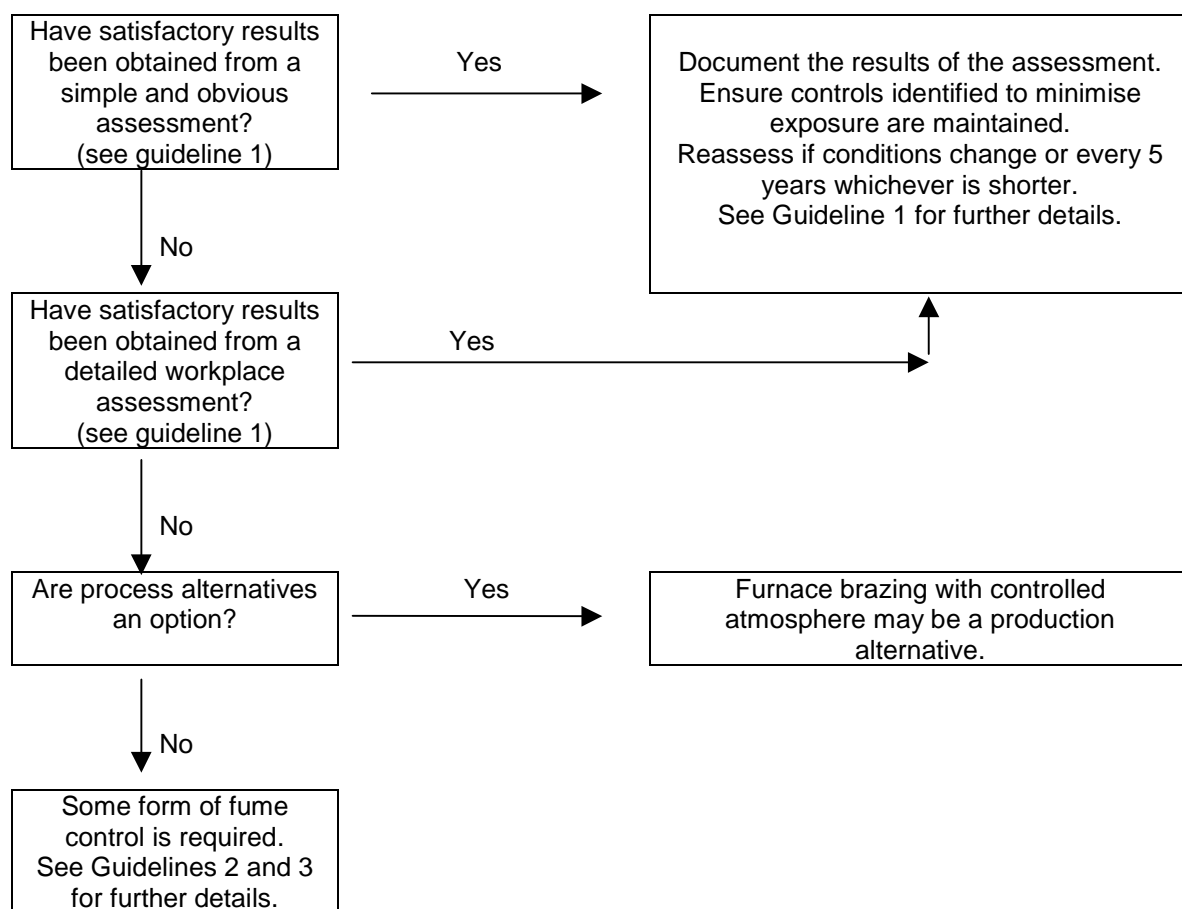 Have satisfactory results
been obtained from a
simple and obvious
assessment?
(see guideline 1)
Yes
Document the results of the assessment.
Ensure controls identified to minimise
exposure are maintained.
Reassess if conditions change or every 5
years whichever is shorter.
See Guideline 1 for further details.
No
Have satisfactory results
been obtained from a
detailed workplace
assessment?
(see guideline 1)
Yes
No
Are process alternatives
an option?
Yes
Furnace brazing with controlled
atmosphere may be a production
alternative.
No
Some form of fume
control is required.
See Guidelines 2 and 3
for further details.